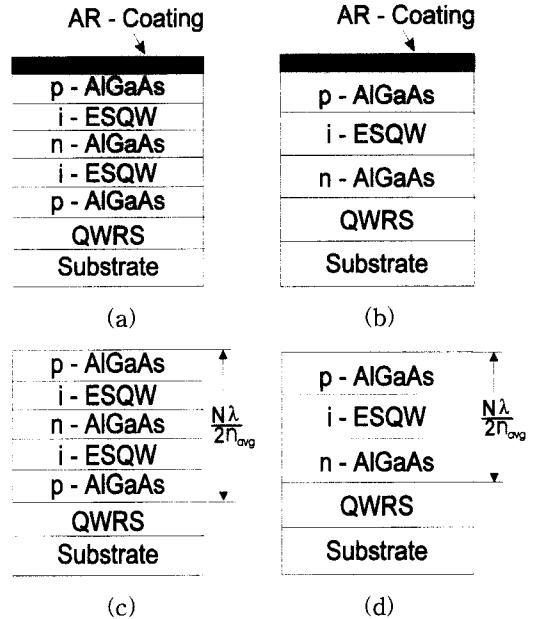 AR - Coating
p - AlGaAs
i - ESQW
n - AlGaAs
i - ESQW
p - AlGaAs
QWRS
Substrate
(a)
AR - Coating
p - AlGaAs
i - ESQW
n - AlGaAs
QWRS
Substrate
(b)
p - AlGaAs
i - ESQW
n - AlGaAs
i - ESQW
p - AlGaAs
QWRS
Substrate
Nλ
2n_avg
(c)
p - AlGaAs
i - ESQW
n - AlGaAs
QWRS
Substrate
Nλ
2n_avg
(d)